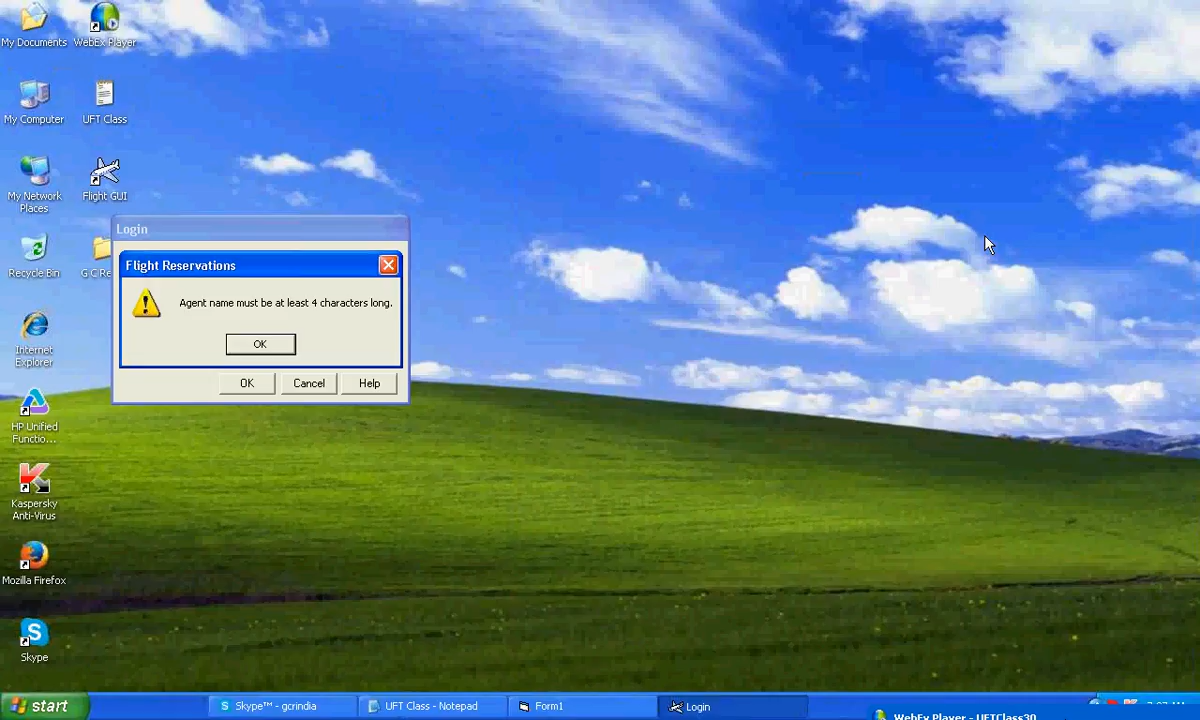 My Documents
WebEx Player
My Computer
UFT Class
My Network
Places
Flight GUI
Recycle Bin
G C Re
Internet
Explorer
HP Unified
Functio...
Kaspersky
Anti-Virus
Mozilla Firefox
S
Skype
Login
Flight Reservations
Agent name must be at least 4 characters long.
OK
OK
Cancel
Help
start
Skype™ - gcrindia
UFT Class - Notepad
Form1
Login
WebEx Player - UFTClass30